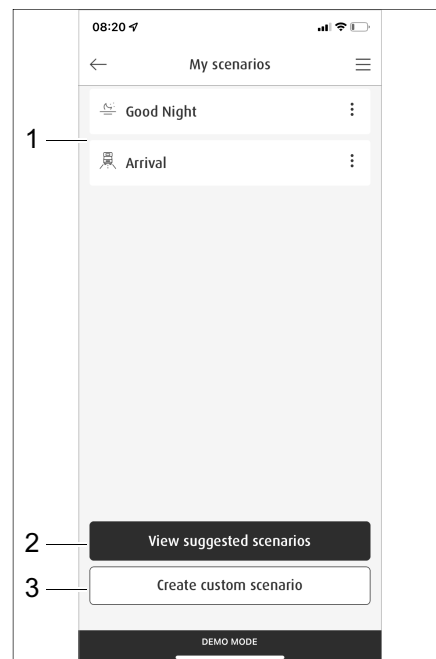 08:20
My scenarios
1
Good Night
Arrival
2
View suggested scenarios
3
Create custom scenario
DEMO MODE